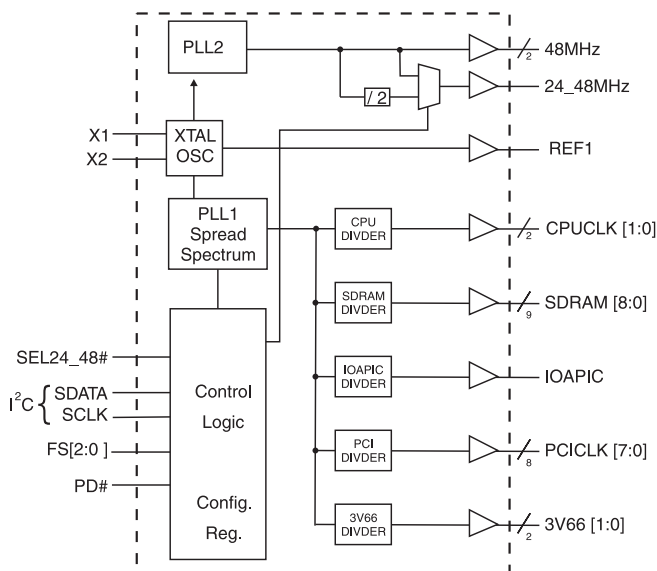 PLL2
48MHz
2
24_48MHz
/ 2
X1
X2
XTAL
OSC
REF1
PLL1
Spread
Spectrum
CPU
DIVDER
CPUCLK [1:0]
2
SDRAM
DIVDER
SDRAM [8:0]
9
SEL24_48#
I²C { SDATA
SCLK
FS[2:0 ]
PD#
Control
Logic
Config.
Reg.
IOAPIC
DIVDER
IOAPIC
PCI
DIVDER
PCICLK [7:0]
8
3V66
DIVDER
3V66 [1:0]
2